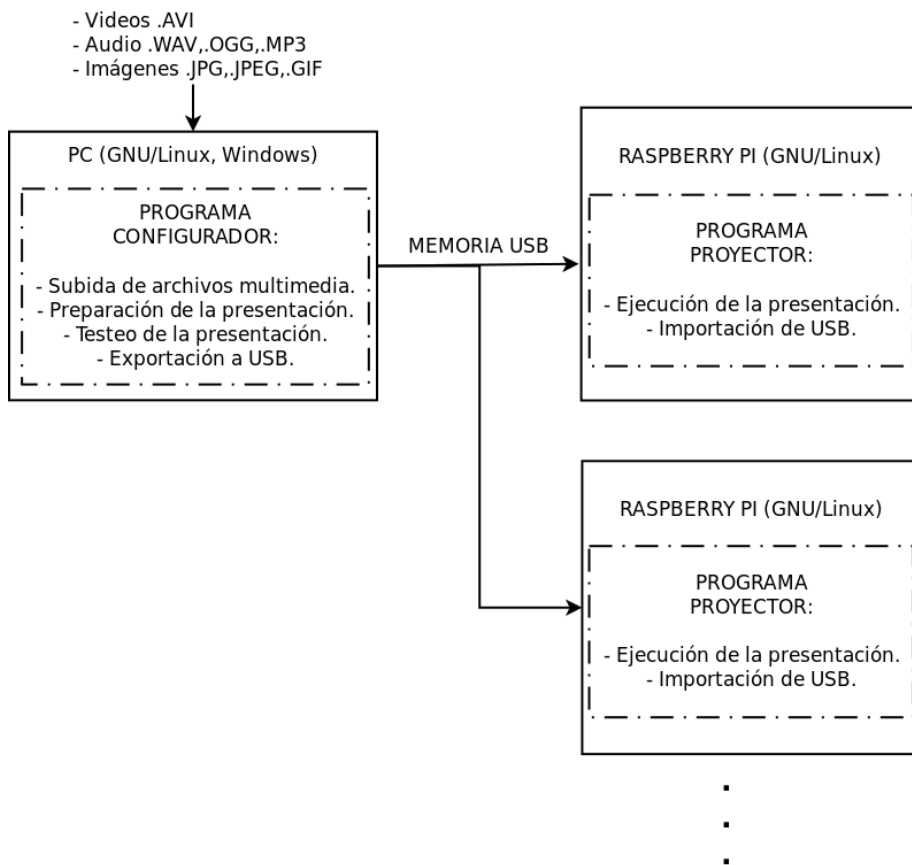 - Videos .AVI
- Audio .WAV,.OGG,.MP3
- Imágenes .JPG,.JPEG,.GIF
PC (GNU/Linux, Windows)
PROGRAMA
CONFIGURADOR:
- Subida de archivos multimedia.
- Preparación de la presentación.
- Testeo de la presentación.
- Exportación a USB.
MEMORIA USB
RASPBERRY PI (GNU/Linux)
PROGRAMA
PROYECTOR:
- Ejecución de la presentación.
- Importación de USB.
RASPBERRY PI (GNU/Linux)
PROGRAMA
PROYECTOR:
- Ejecución de la presentación.
- Importación de USB.
.
.
.